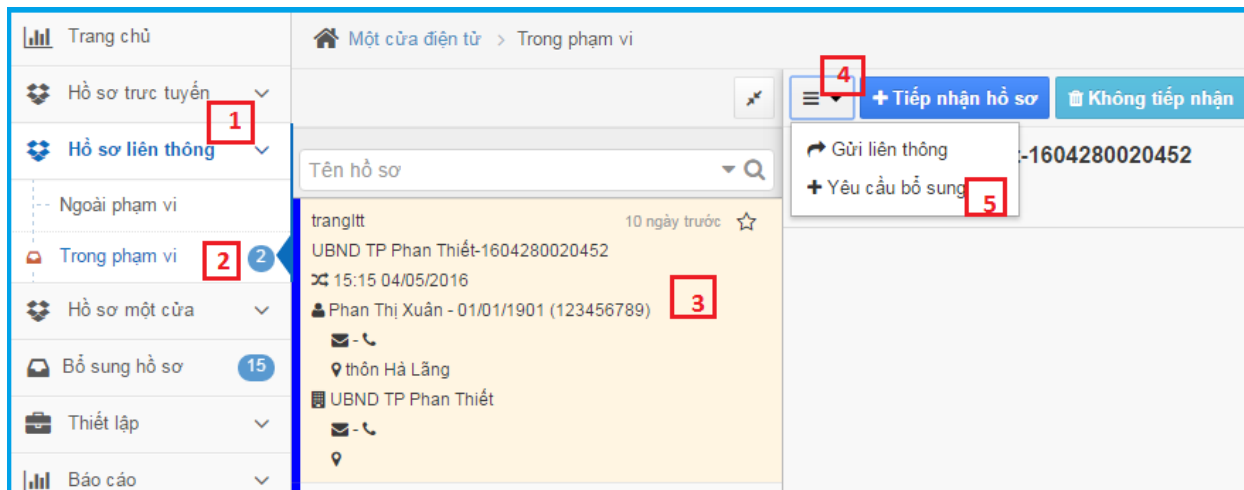 Trang chủ
Hồ sơ trưc tuyến
1
Hồ sơ liên thông
Ngoài phạm vi
Trong phạm vi
2
2
Hồ sơ một cửa
Bổ sung hồ sơ
15
Thiết lập
Báo cáo
Một cửa điện tử > Trong phạm vi
Tên hồ sơ
trangltt
10 ngày trước
UBND TP Phan Thiết-1604280020452
15:15 04/05/2016
Phan Thị Xuân - 01/01/1901 (123456789)
3
-
thôn Hà Lãng
UBND TP Phan Thiết
-
4
+ Tiếp nhận hồ sơ
Không tiếp nhận
Gửi liên thông
:-1604280020452
+ Yêu cầu bổ sung
5